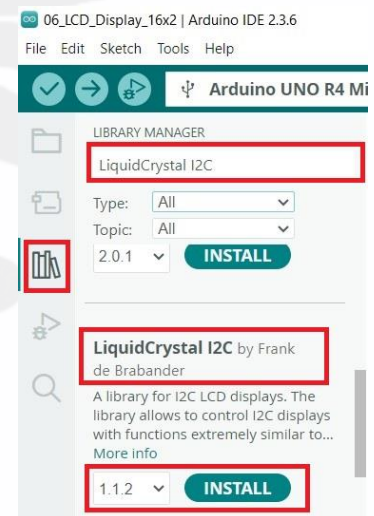 06_LCD_Display_16x2 | Arduino IDE 2.3.6
File Edit Sketch Tools Help
Arduino UNO R4 Mi
LIBRARY MANAGER
LiquidCrystal I2C
Type: All
Topic: All
2.0.1 INSTALL
LiquidCrystal I2C by Frank
de Brabander
A library for I2C LCD displays. The
library allows to control I2C displays
with functions extremely similar to...
More info
1.1.2 INSTALL